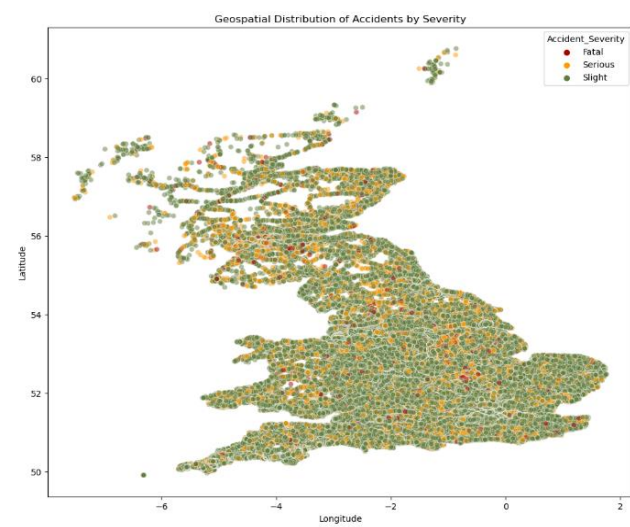 Geospatial Distribution of Accidents by Severity
Accident_Severity
Fatal
Serious
Slight
60
58
56
54
52
50
Latitude
−6
−4
−2
0
2
Longitude